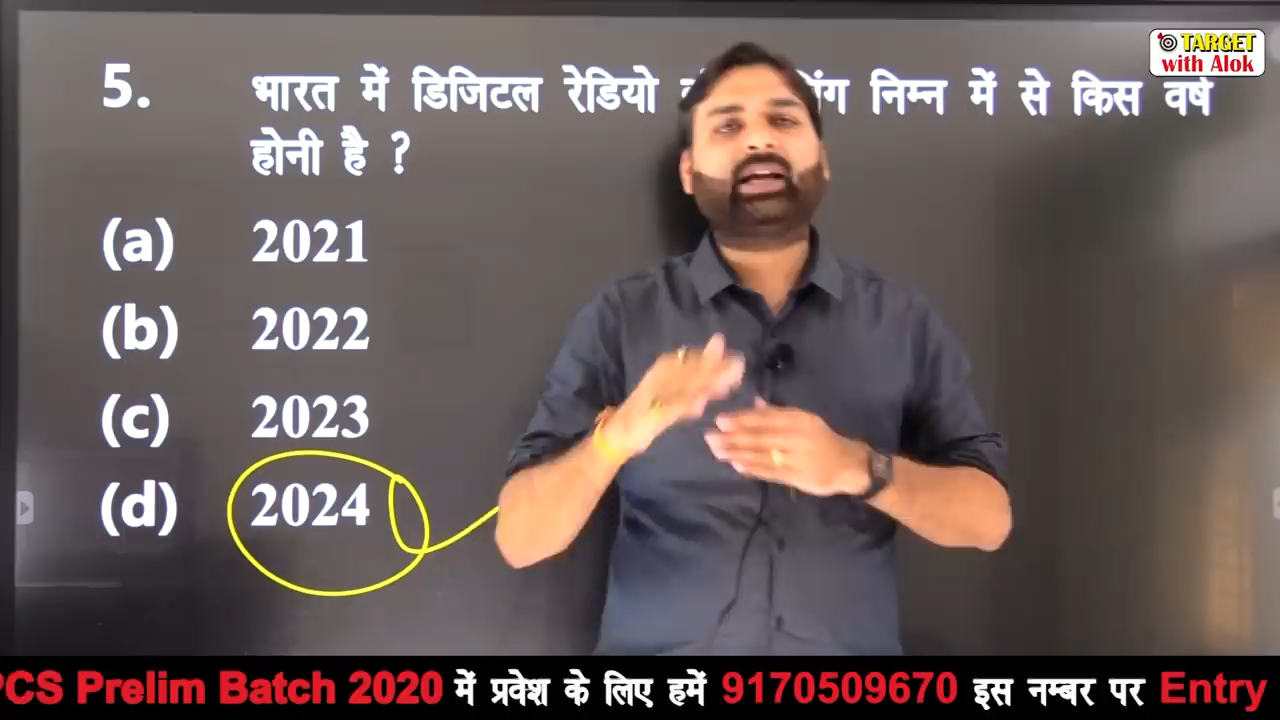 TARGET
with Alok
5. भारत में डिजिटल रेडियो निम्न में से किस वर्ष
होनी है ?
(a) 2021
(b) 2022
(c) 2023
(d) 2024
PCS Prelim Batch 2020 में प्रवेश के लिए हमें 9170509670 इस नम्बर पर Entry